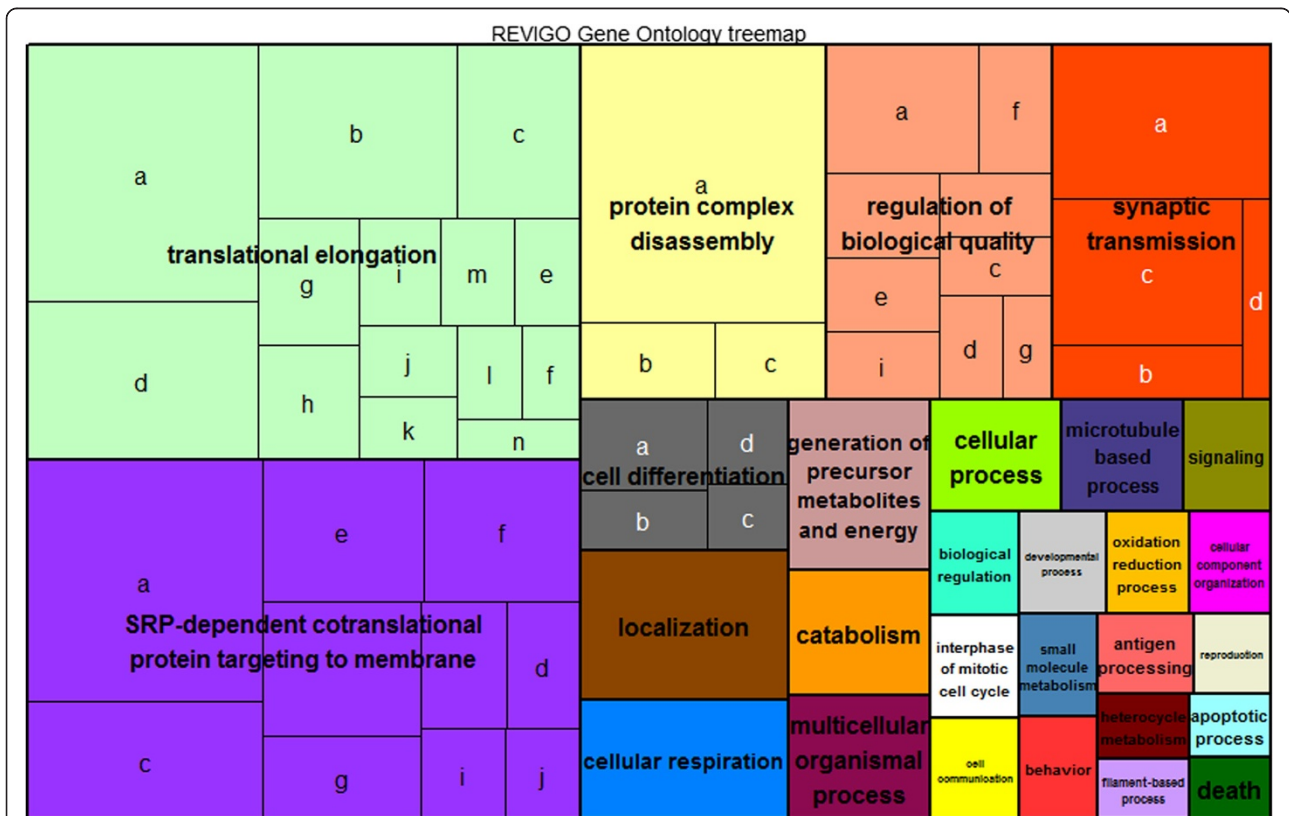 REVIGO Gene Ontology treemap
a
b
c
translational elongation
g
i
m
e
d
h
j
k
l
f
n
a
protein complex
disassembly
b
c
a
f
regulation of
biological quality
c
e
i
d
g
a
synaptic
transmission
c
d
b
a
e
f
SRP-dependent cotranslational
protein targeting to membrane
d
c
g
i
j
a
d
cell differentiation
b
c
localization
cellular respiration
generation of
precursor
metabolites
and energy
catabolism
multicellular
organismal
process
cellular
process
microtubule
based
process
signaling
biological
regulation
developmental
process
oxidation
reduction
process
cellular
component
organization
interphase
of mitotic
cell cycle
small
molecule
metabolism
antigen
processing
reproduction
cell
communication
behavior
heterocycle
metabolism
apoptotic
process
filament-based
process
death